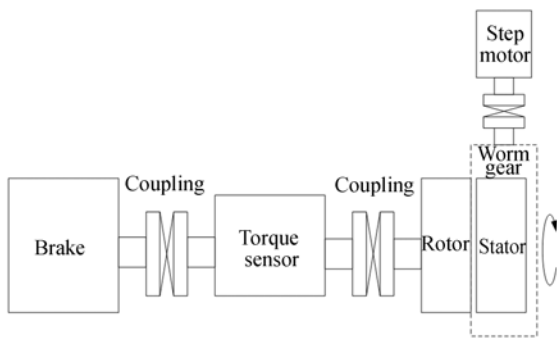 Step
motor
Worm
gear
Coupling
Coupling
Brake
Torque
sensor
Rotor
Stator